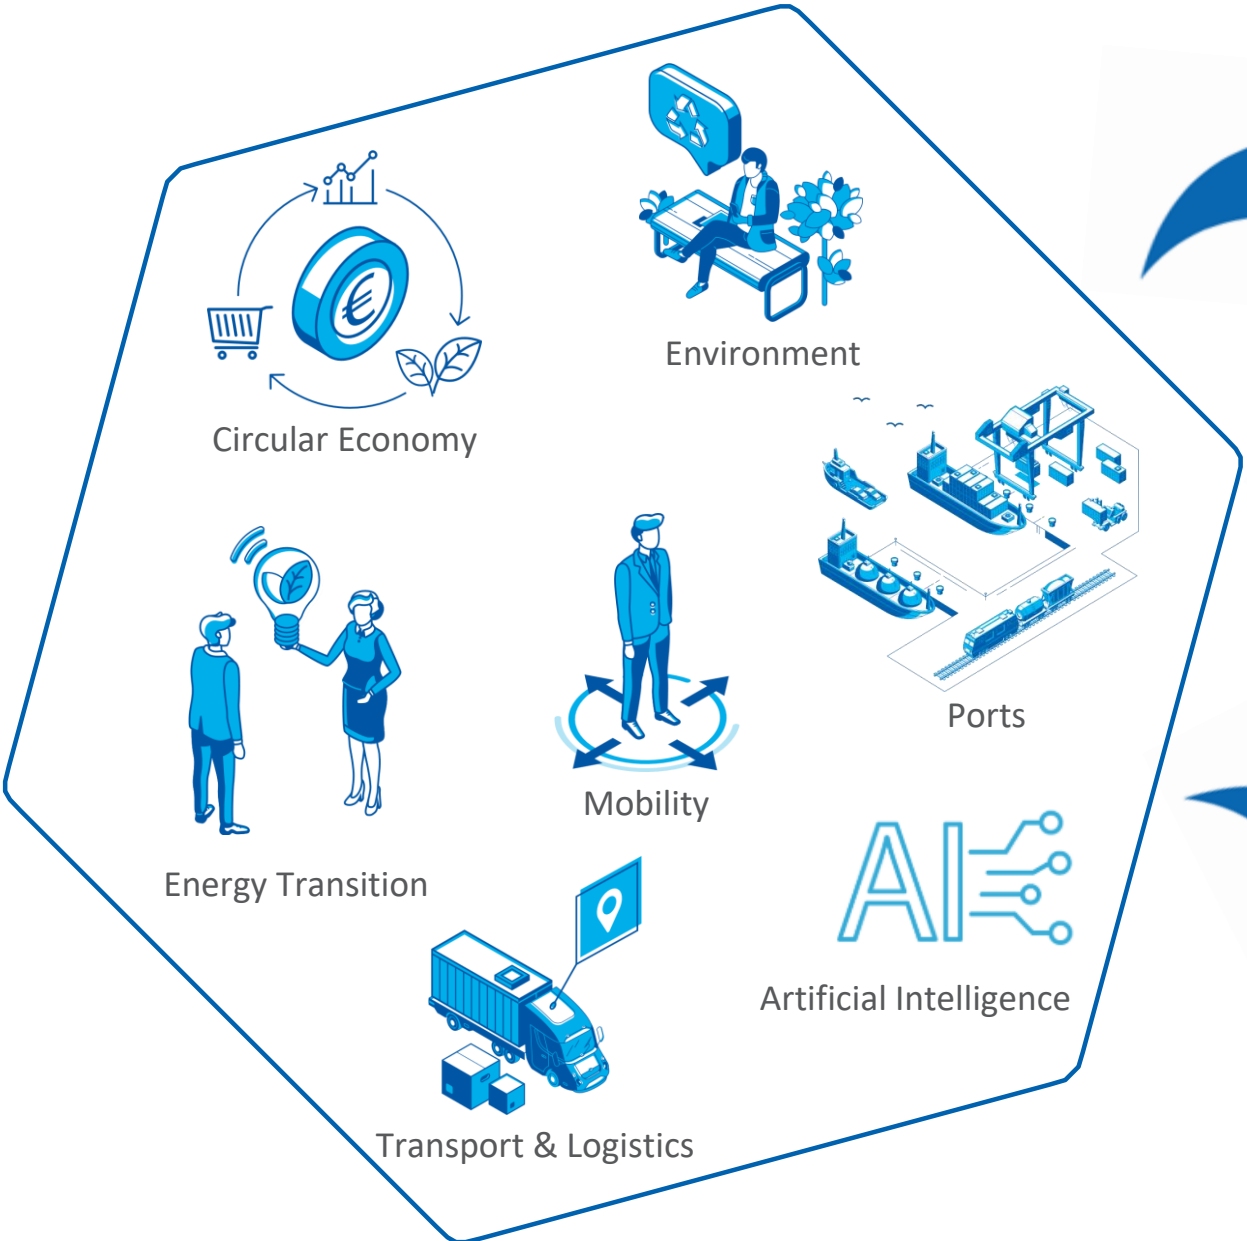 Environment
Circular Economy
€
Ports
Mobility
Energy Transition
AI
Artificial Intelligence
Transport & Logistics